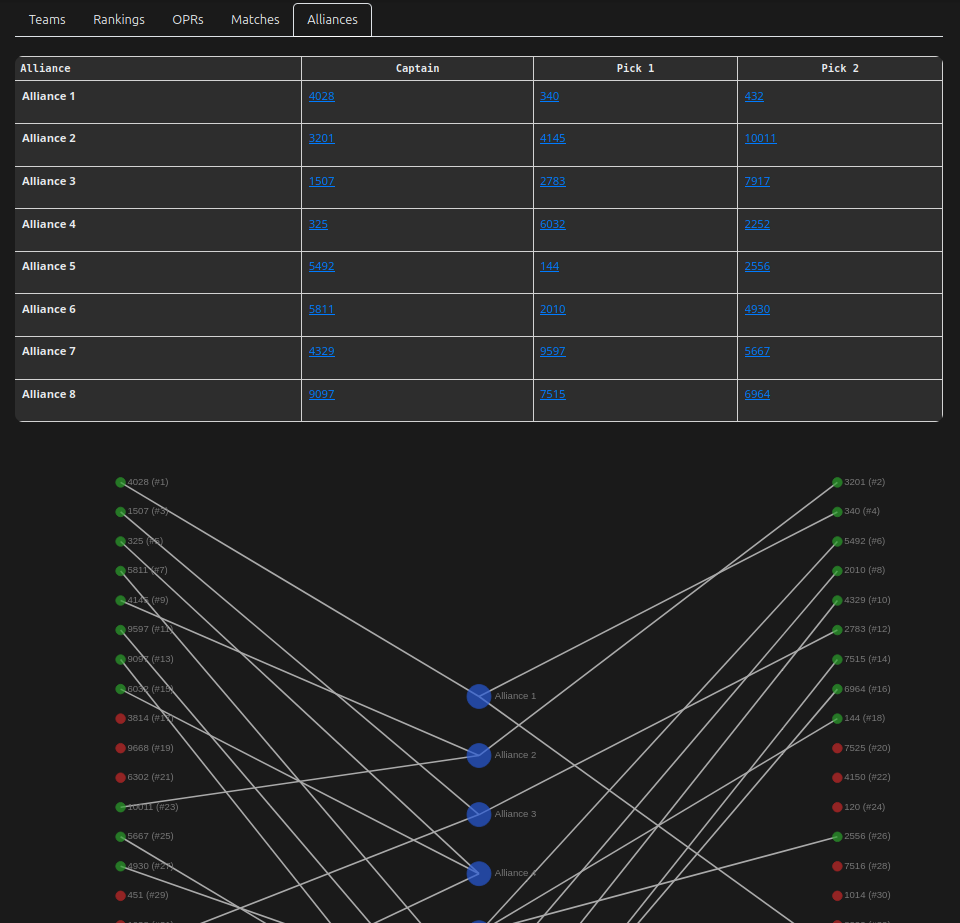 Teams Rankings OPRs Matches Alliances
Alliance Captain Pick 1 Pick 2
Alliance 1 4028 340 432
Alliance 2 3201 4145 10011
Alliance 3 1507 2783 7917
Alliance 4 325 6032 2252
Alliance 5 5492 144 2556
Alliance 6 5811 2010 4930
Alliance 7 4329 9597 5667
Alliance 8 9097 7515 6964
4028 (#1) 3201 (#2)
1507 (#3) 340 (#4)
325 (#5) 5492 (#6)
5811 (#7) 2010 (#8)
4145 (#9) 4329 (#10)
9597 (#11) 2783 (#12)
9097 (#13) 7515 (#14)
6032 (#15) 6964 (#16)
Alliance 1
3814 (#17) 144 (#18)
9668 (#19) 7525 (#20)
Alliance 2
6302 (#21) 4150 (#22)
10011 (#23) 120 (#24)
Alliance 3
5667 (#25) 2556 (#26)
4930 (#27) 7516 (#28)
Alliance 4
451 (#29) 1014 (#30)